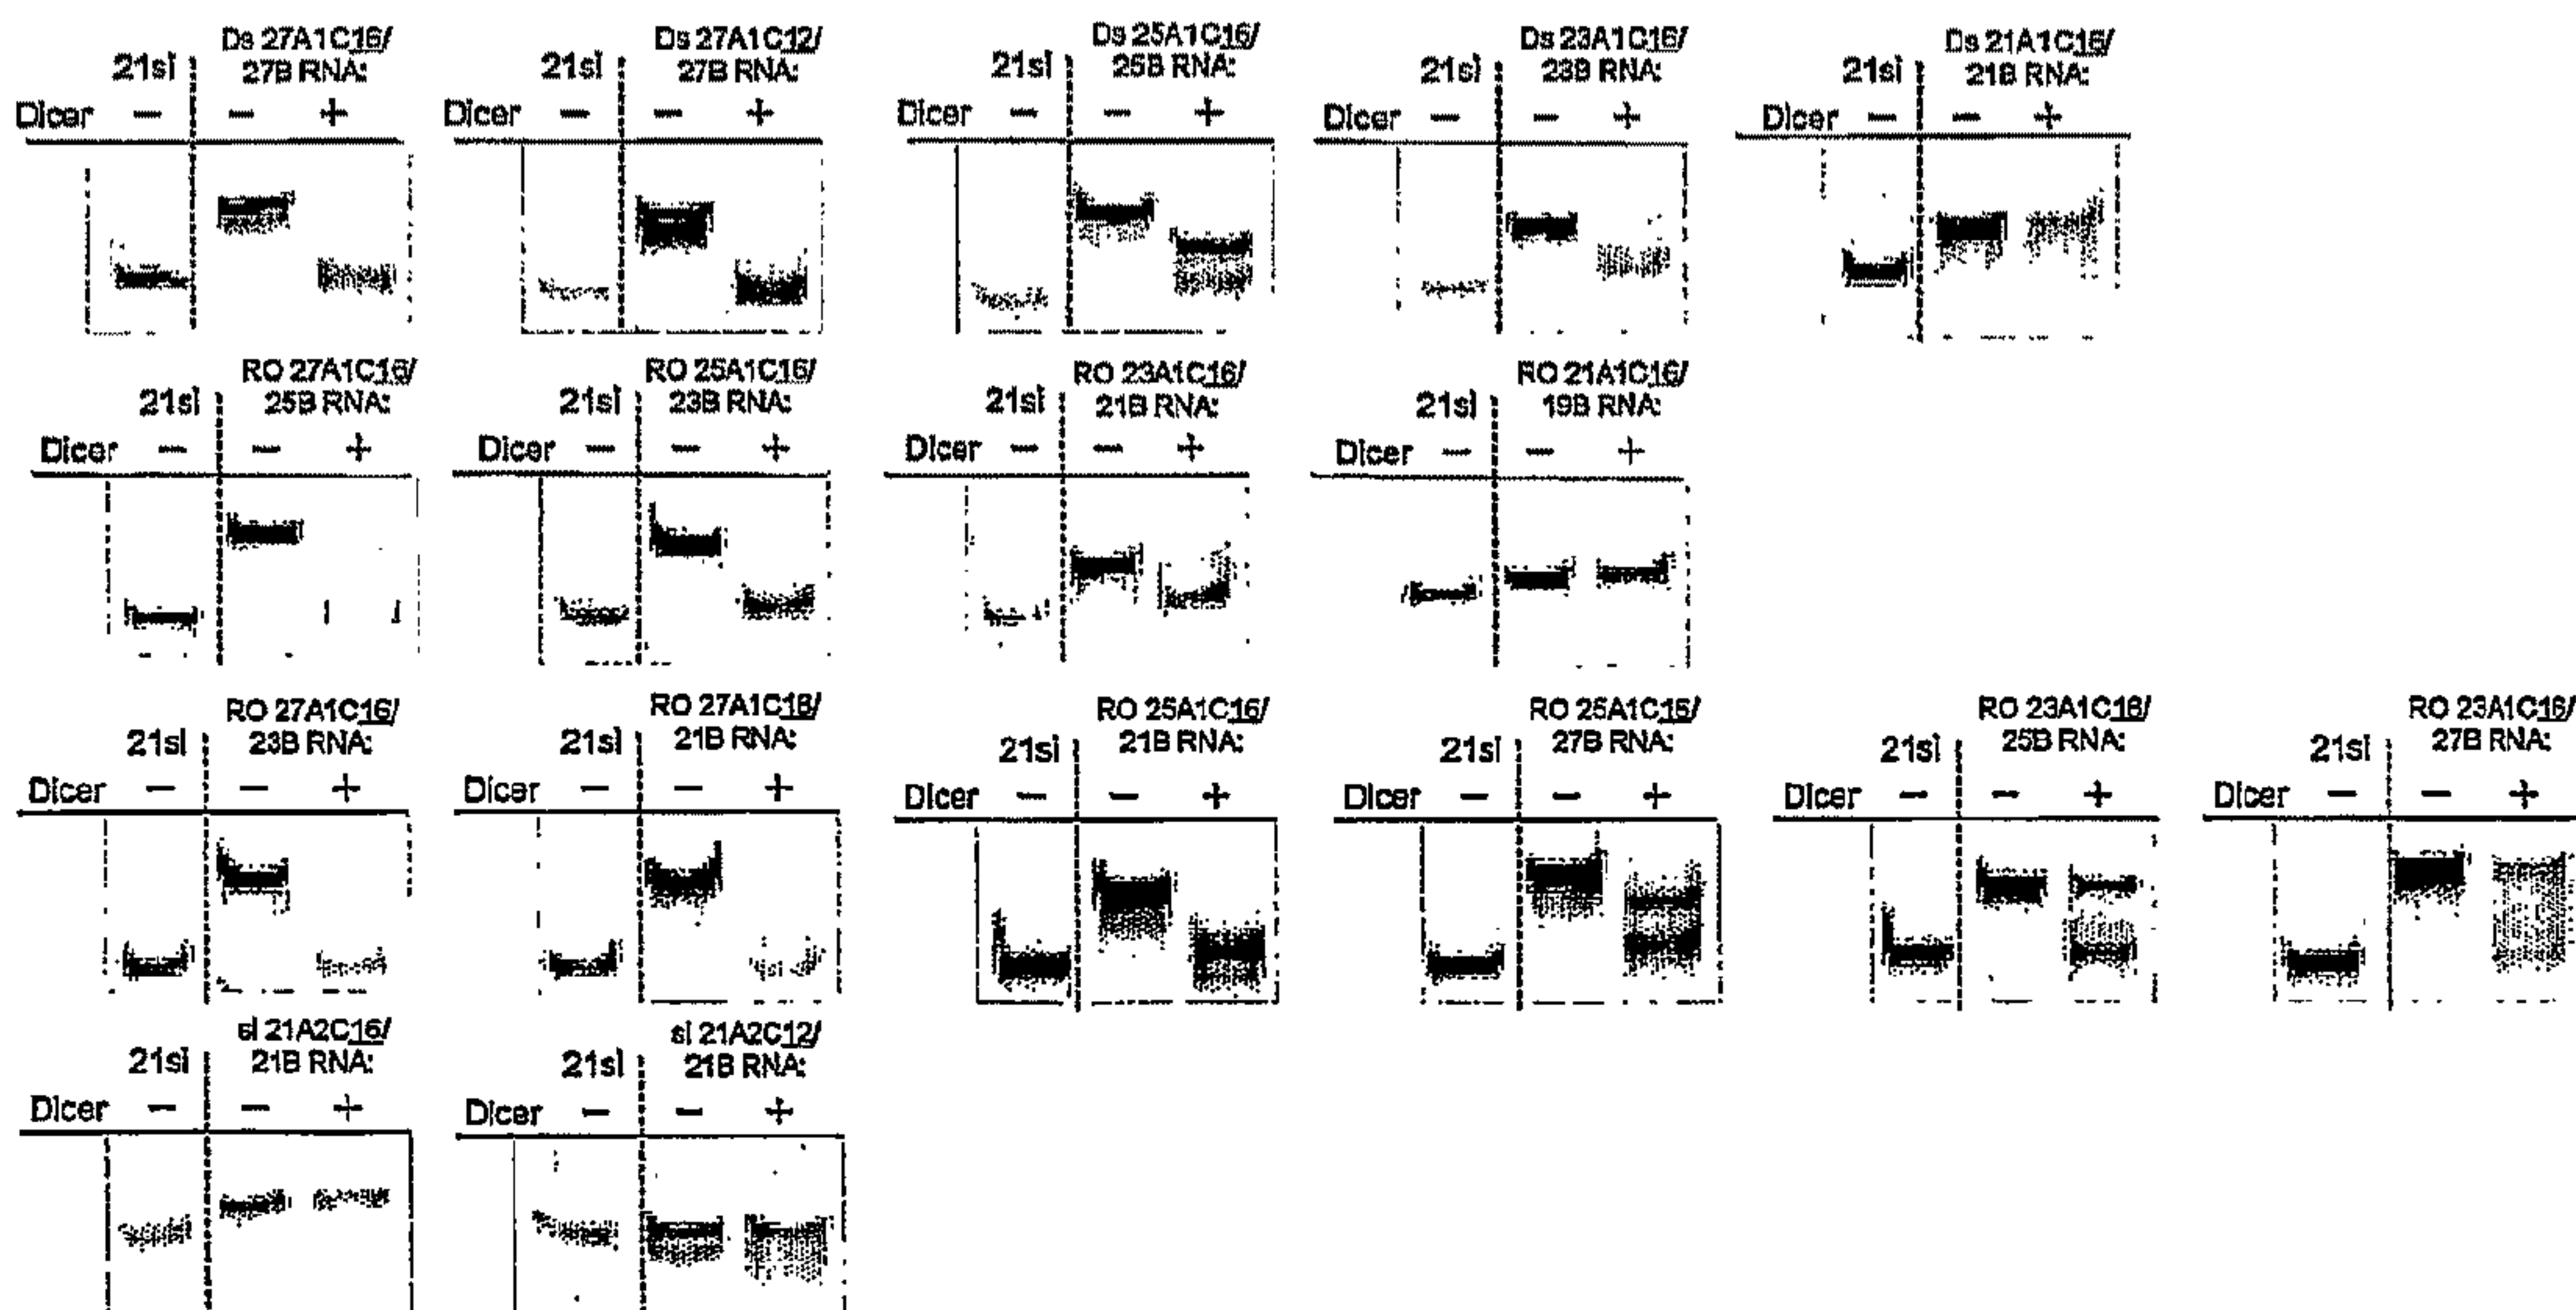 Ds 27A1C16/ Ds 27A1C12/ Ds 25A1C16/ Ds 23A1C16/ Ds 21A1C16/
21si 27B RNA: 21si 27B RNA: 21si 25B RNA: 21si 23B RNA: 21si 21B RNA:
Dicer − − + Dicer − − + Dicer − − + Dicer − − + Dicer − − +
RO 27A1C16/ RO 25A1C16/ RO 23A1C16/ RO 21A1C16/
21si 25B RNA: 21si 23B RNA: 21si 21B RNA: 21si 19B RNA:
Dicer − − + Dicer − − + Dicer − − + Dicer − − +
RO 27A1C16/ RO 27A1C16/ RO 25A1C16/ RO 25A1C16/ RO 23A1C16/ RO 23A1C16/
21si 23B RNA: 21si 21B RNA: 21si 21B RNA: 21si 27B RNA: 21si 25B RNA: 21si 27B RNA:
Dicer − − + Dicer − − + Dicer − − + Dicer − − + Dicer − − + Dicer − − +
si 21A2C16/ si 21A2C12/
21si 21B RNA: 21si 21B RNA:
Dicer − − + Dicer − − +